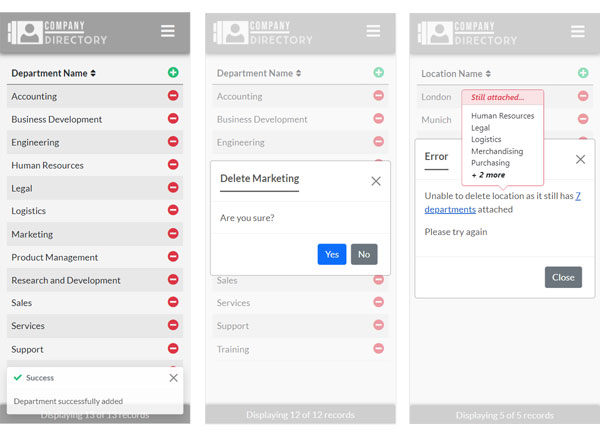 COMPANY
DIRECTORY
Department Name
Accounting
Business Development
Engineering
Human Resources
Legal
Logistics
Marketing
Product Management
Research and Development
Sales
Services
Support
Success
Department successfully added
Displaying 13 of 13 records
COMPANY
DIRECTORY
Department Name
Accounting
Business Development
Engineering
Delete Marketing
Are you sure?
Yes No
Sales
Services
Support
Training
Displaying 12 of 12 records
COMPANY
DIRECTORY
Location Name
London
Munich
Still attached...
Human Resources
Legal
Logistics
Merchandising
Purchasing
+ 2 more
Error
Unable to delete location as it still has 7
departments attached
Please try again
Close
Displaying 5 of 5 records